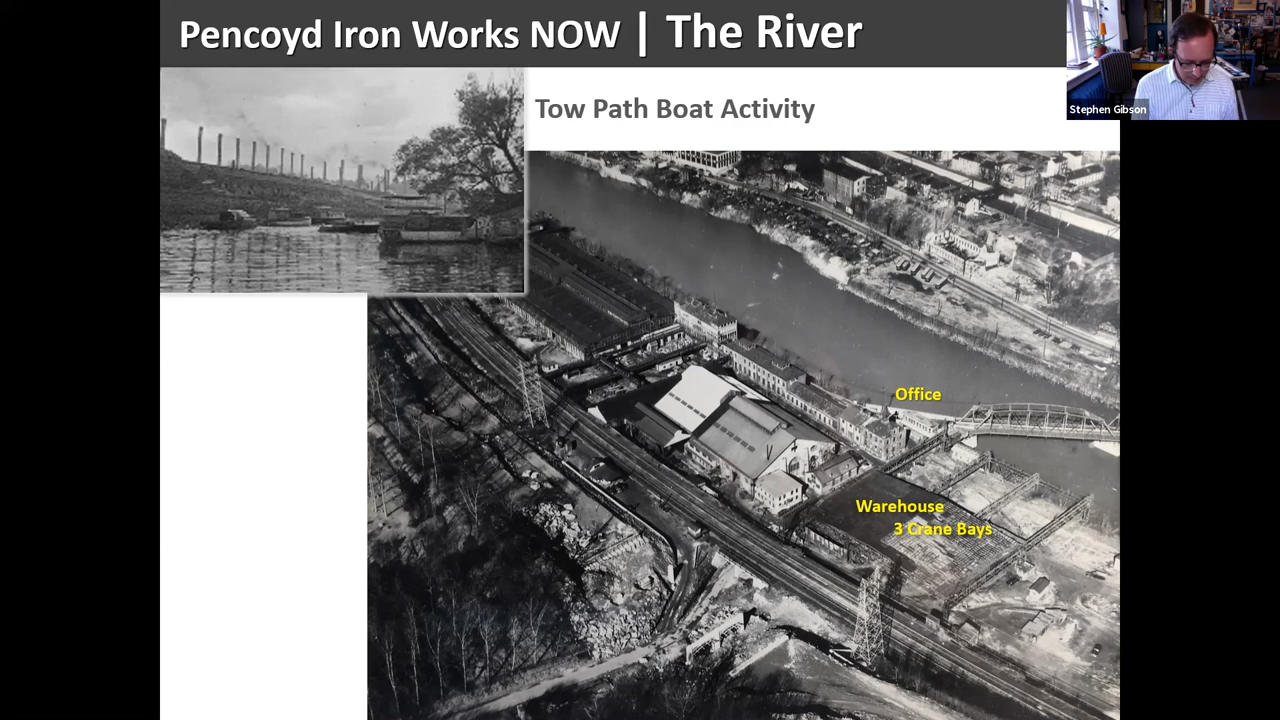 Pencoyd Iron Works NOW | The River
Stephen Gibson
Tow Path Boat Activity
Office
Warehouse
3 Crane Bays